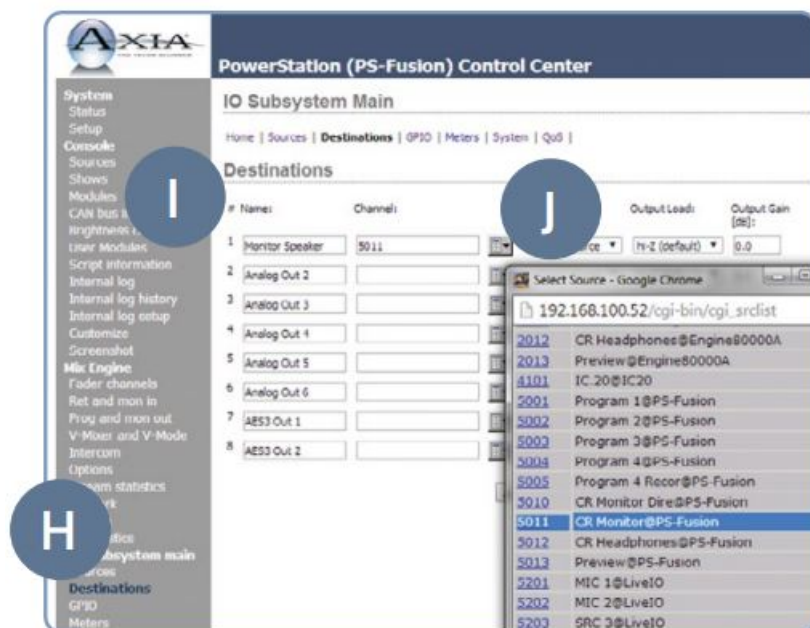 AXIA
PowerStation (PS-Fusion) Control Center
System
Status
Setup
Console
Sources
Shows
Modules
CAN bus
User Modules
Script information
Internal log
Internal log history
Internal log setup
Customize
Screenshot
Mix Engine
Fader channels
Ret and mon in
Prog and mon out
V-Mixer and V-Mode
Intercom
Options
statistics
subsystem main
Destinations
GPIO
Meters
H
I
J
IO Subsystem Main
Home | Sources | Destinations | GPIO | Meters | System | QoS |
Destinations
# Name: Channel: Output Load: Output Gain
[dB]:
1 Monitor Speaker 5011 hi-Z (default) 0.0
2 Analog Out 2
3 Analog Out 3
4 Analog Out 4
5 Analog Out 5
6 Analog Out 6
7 AES3 Out 1
8 AES3 Out 2
Select Source - Google Chrome
192.168.100.52/cgi-bin/cgi_srclist
2012 CR Headphones@Engine80000A
2013 Preview@Engine80000A
4101 IC.20@IC20
5001 Program 1@PS-Fusion
5002 Program 2@PS-Fusion
5003 Program 3@PS-Fusion
5004 Program 4@PS-Fusion
5005 Program 4 Recor@PS-Fusion
5010 CR Monitor Dire@PS-Fusion
5011 CR Monitor@PS-Fusion
5012 CR Headphones@PS-Fusion
5013 Preview@PS-Fusion
5201 MIC 1@LiveIO
5202 MIC 2@LiveIO
5203 SRC 3@LiveIO